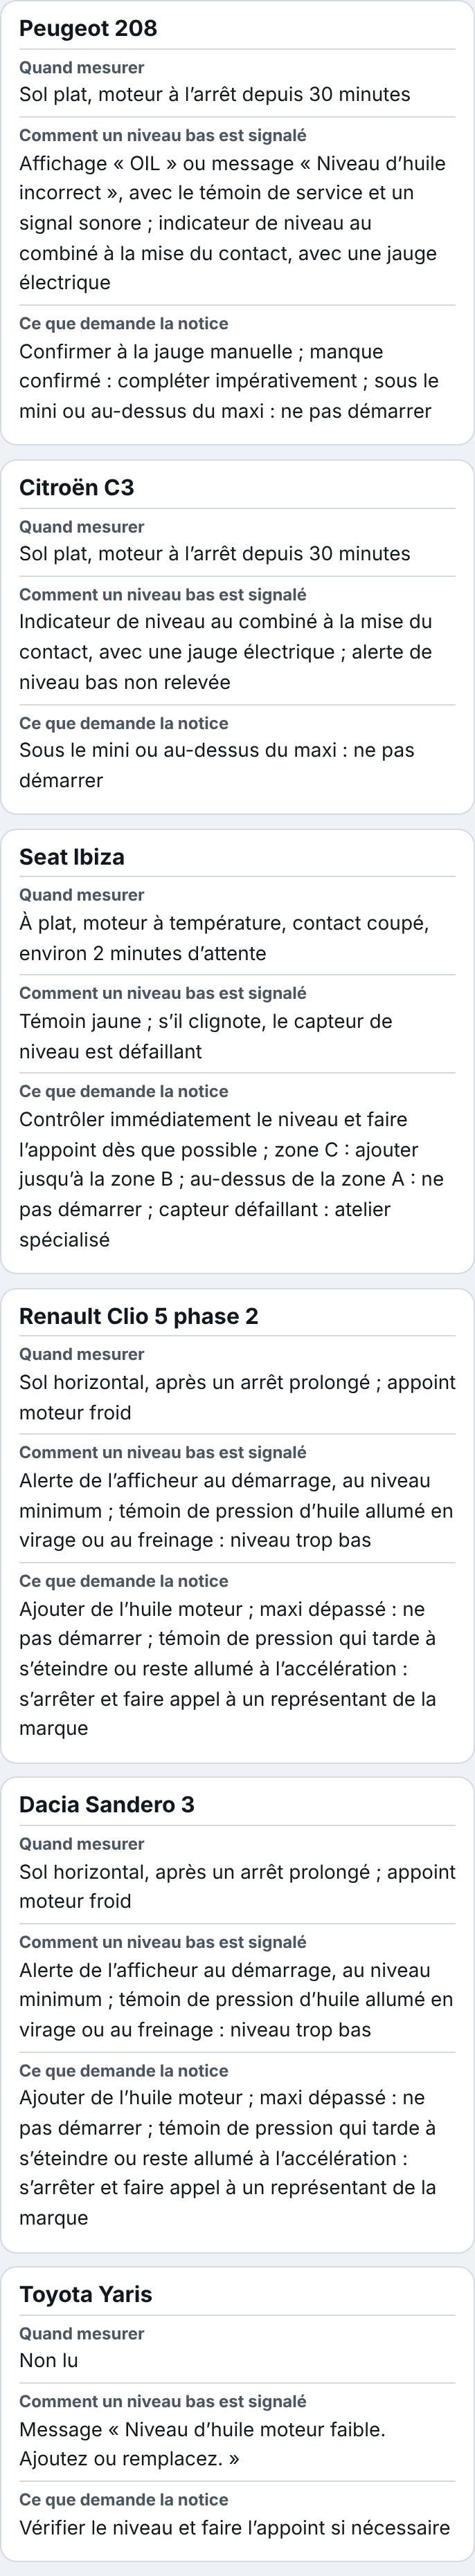 Peugeot 208
Quand mesurer
Sol plat, moteur à l’arrêt depuis 30 minutes
Comment un niveau bas est signalé
Affichage « OIL » ou message « Niveau d’huile
incorrect », avec le témoin de service et un
signal sonore ; indicateur de niveau au
combiné à la mise du contact, avec une jauge
électrique
Ce que demande la notice
Confirmer à la jauge manuelle ; manque
confirmé : compléter impérativement ; sous le
mini ou au-dessus du maxi : ne pas démarrer
Citroën C3
Quand mesurer
Sol plat, moteur à l’arrêt depuis 30 minutes
Comment un niveau bas est signalé
Indicateur de niveau au combiné à la mise du
contact, avec une jauge électrique ; alerte de
niveau bas non relevée
Ce que demande la notice
Sous le mini ou au-dessus du maxi : ne pas
démarrer
Seat Ibiza
Quand mesurer
À plat, moteur à température, contact coupé,
environ 2 minutes d’attente
Comment un niveau bas est signalé
Témoin jaune ; s’il clignote, le capteur de
niveau est défaillant
Ce que demande la notice
Contrôler immédiatement le niveau et faire
l’appoint dès que possible ; zone C : ajouter
jusqu’à la zone B ; au-dessus de la zone A : ne
pas démarrer ; capteur défaillant : atelier
spécialisé
Renault Clio 5 phase 2
Quand mesurer
Sol horizontal, après un arrêt prolongé ; appoint
moteur froid
Comment un niveau bas est signalé
Alerte de l’afficheur au démarrage, au niveau
minimum ; témoin de pression d’huile allumé en
virage ou au freinage : niveau trop bas
Ce que demande la notice
Ajouter de l’huile moteur ; maxi dépassé : ne
pas démarrer ; témoin de pression qui tarde à
s’éteindre ou reste allumé à l’accélération :
s’arrêter et faire appel à un représentant de la
marque
Dacia Sandero 3
Quand mesurer
Sol horizontal, après un arrêt prolongé ; appoint
moteur froid
Comment un niveau bas est signalé
Alerte de l’afficheur au démarrage, au niveau
minimum ; témoin de pression d’huile allumé en
virage ou au freinage : niveau trop bas
Ce que demande la notice
Ajouter de l’huile moteur ; maxi dépassé : ne
pas démarrer ; témoin de pression qui tarde à
s’éteindre ou reste allumé à l’accélération :
s’arrêter et faire appel à un représentant de la
marque
Toyota Yaris
Quand mesurer
Non lu
Comment un niveau bas est signalé
Message « Niveau d’huile moteur faible.
Ajoutez ou remplacez. »
Ce que demande la notice
Vérifier le niveau et faire l’appoint si nécessaire